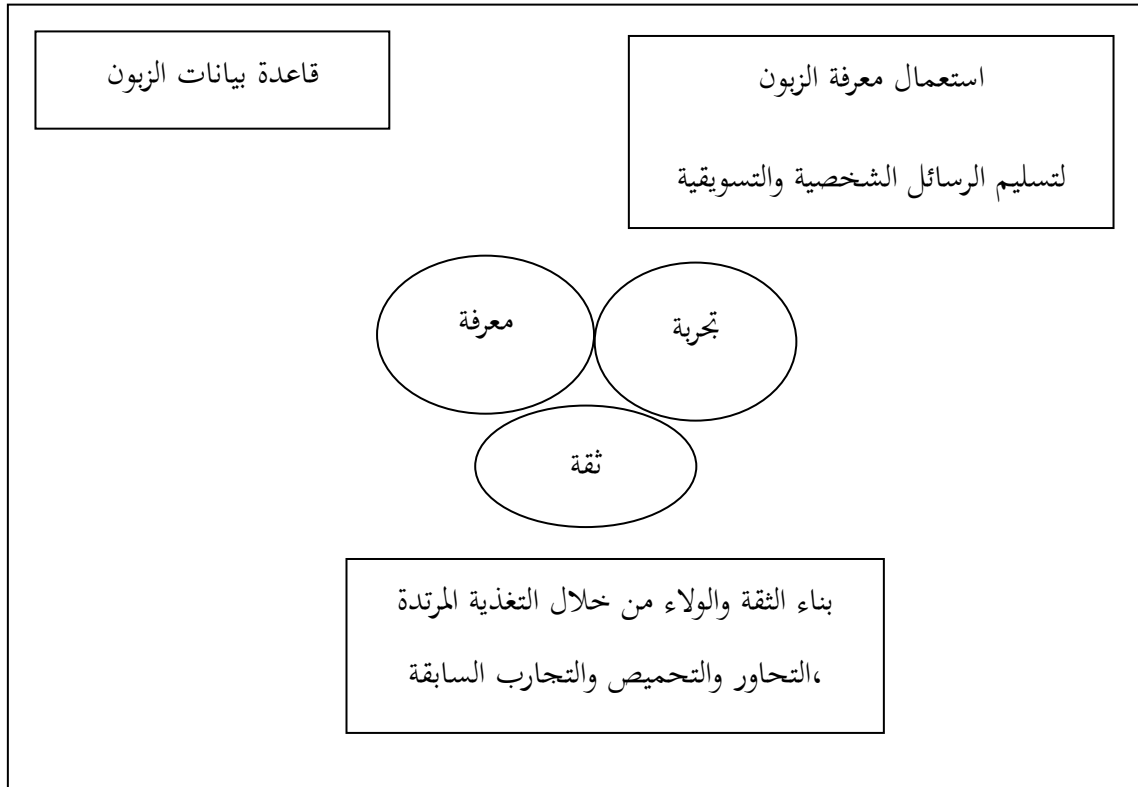 استعمال معرفة الزبون
لتسليم الرسائل الشخصية والتسويقية
قاعدة بيانات الزبون
تجربة
معرفة
ثقة
بناء الثقة والولاء من خلال التغذية المرتدة
،التحاور والتحميص والتجارب السابقة